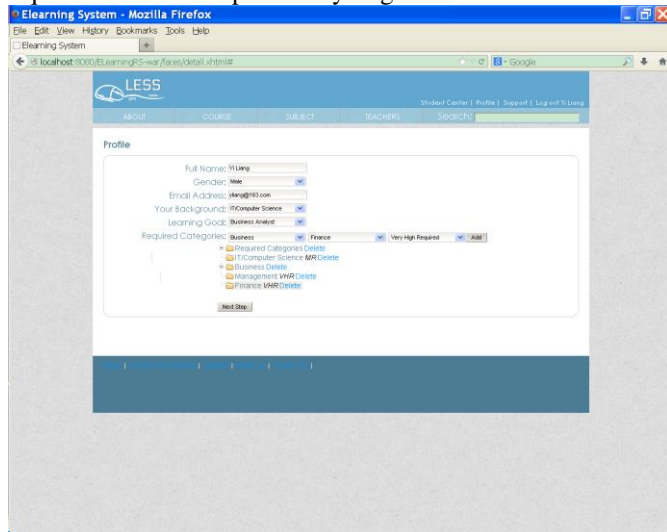 Elearning System - Mozilla Firefox
File Edit View History Bookmarks Tools Help
Elearning System +
localhost:8080/ELearningRS-war/faces/detail.xhtml# Google
LESS
Student Center | Profile | Support | Log out Yi Liang
ABOUT COURSE SUBJECT TEACHERS Search:
Profile
Full Name: Yi Liang
Gender: Male
Email Address: yliang@163.com
Your Background: IT/Computer Science
Learning Goal: Business Analyst
Required Categories: Business Finance Very High Required Add
Required Categories Delete
IT/Computer Science MR Delete
Business Delete
Management VHR Delete
Finance VHR Delete
Next Step